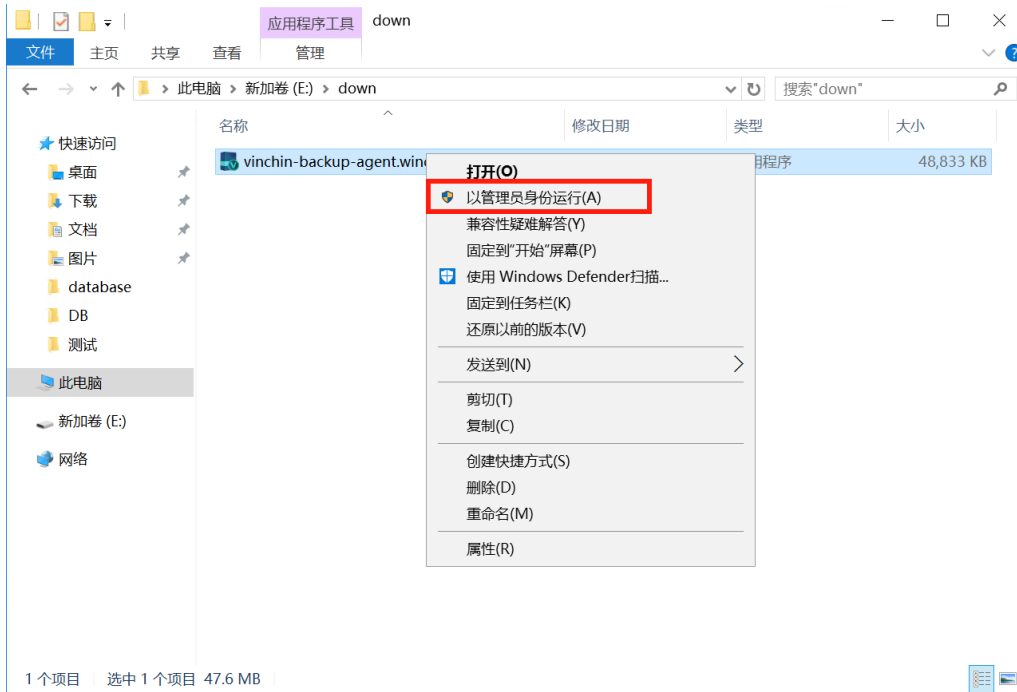 应用程序工具 down
文件 主页 共享 查看 管理
此电脑 新加卷 (E:) down 搜索"down"
名称 修改日期 类型 大小
快速访问
桌面
下载
文档
图片
database
DB
测试
此电脑
新加卷 (E:)
网络
vinchin-backup-agent.win 用程序 48,833 KB
打开(O)
以管理员身份运行(A)
兼容性疑难解答(Y)
固定到"开始"屏幕(P)
使用 Windows Defender扫描...
固定到任务栏(K)
还原以前的版本(V)
发送到(N)
剪切(T)
复制(C)
创建快捷方式(S)
删除(D)
重命名(M)
属性(R)
1 个项目 选中 1 个项目 47.6 MB